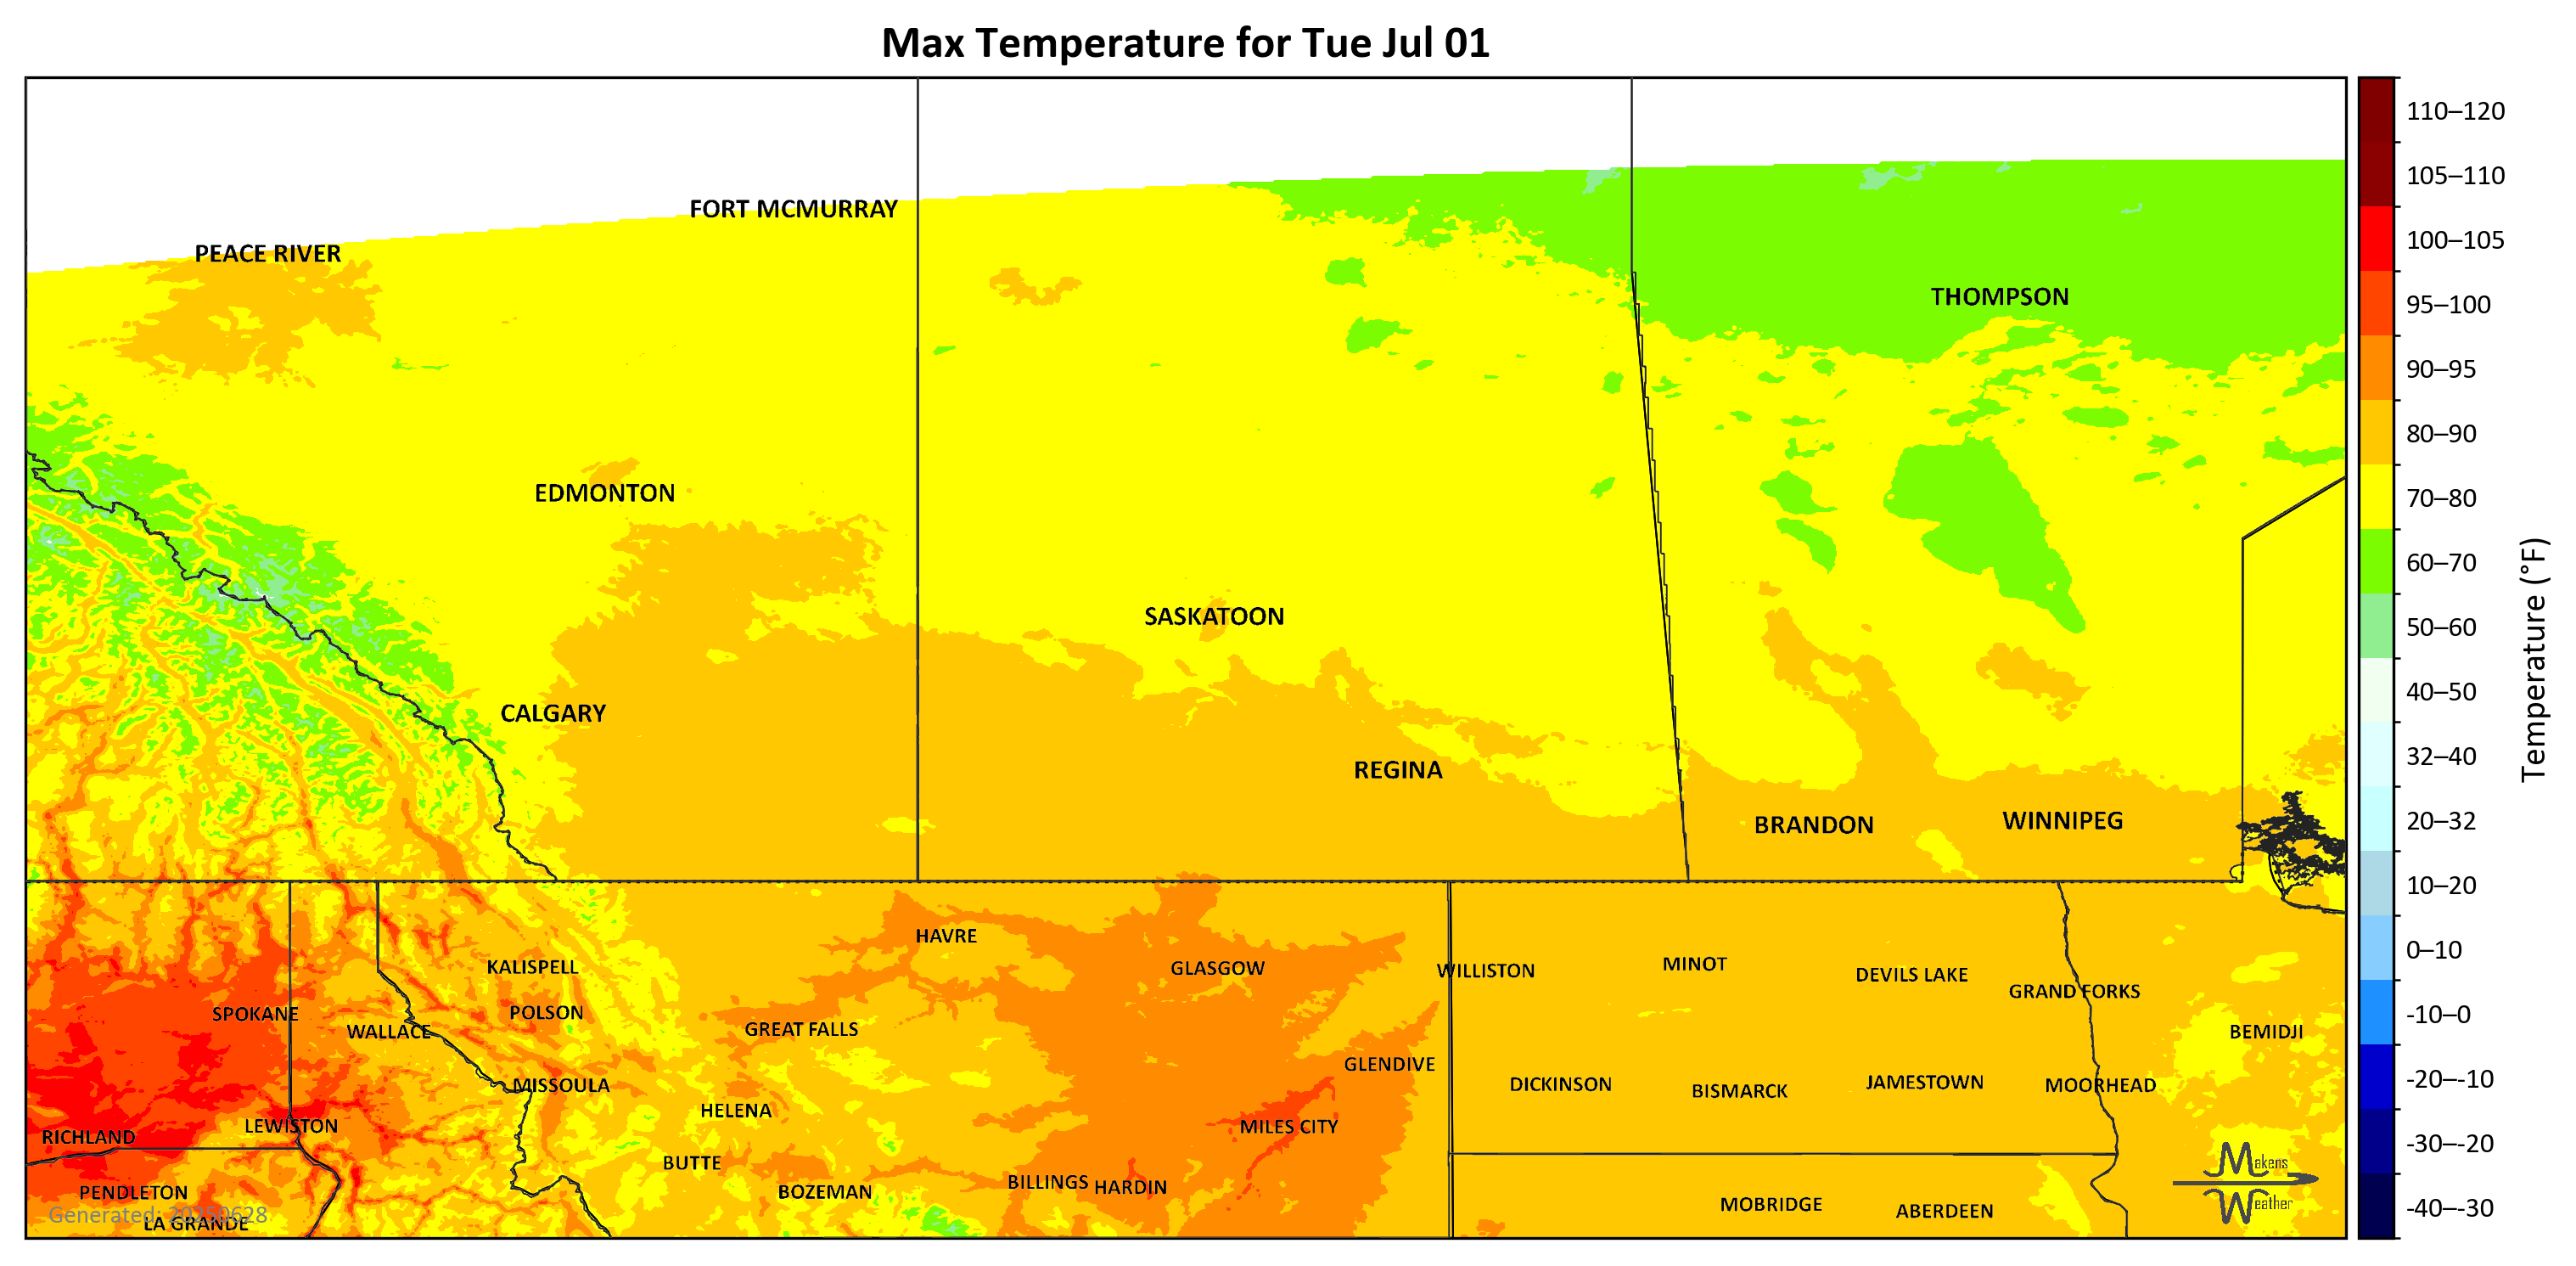 Max Temperature for Tue Jul 01
110–120
105–110
FORT MCMURRAY
100–105
PEACE RIVER
THOMPSON
95–100
90–95
80–90
EDMONTON
70–80
60–70
SASKATOON
50–60
Temperature (°F)
40–50
CALGARY
REGINA
32–40
BRANDON
WINNIPEG
20–32
10–20
HAVRE
0–10
KALISPELL
GLASGOW
WILLISTON
MINOT
DEVILS LAKE
GRAND FORKS
SPOKANE
POLSON
-10–0
WALLACE
GREAT FALLS
BEMIDJI
GLENDIVE
-20–-10
MISSOULA
DICKINSON
BISMARCK
JAMESTOWN
MOORHEAD
HELENA
LEWISTON
MILES CITY
RICHLAND
-30–-20
BUTTE
Makens
Weather
PENDLETON
BOZEMAN
BILLINGS
HARDIN
MOBRIDGE
ABERDEEN
-40–-30
Generated: 20250628
LA GRANDE